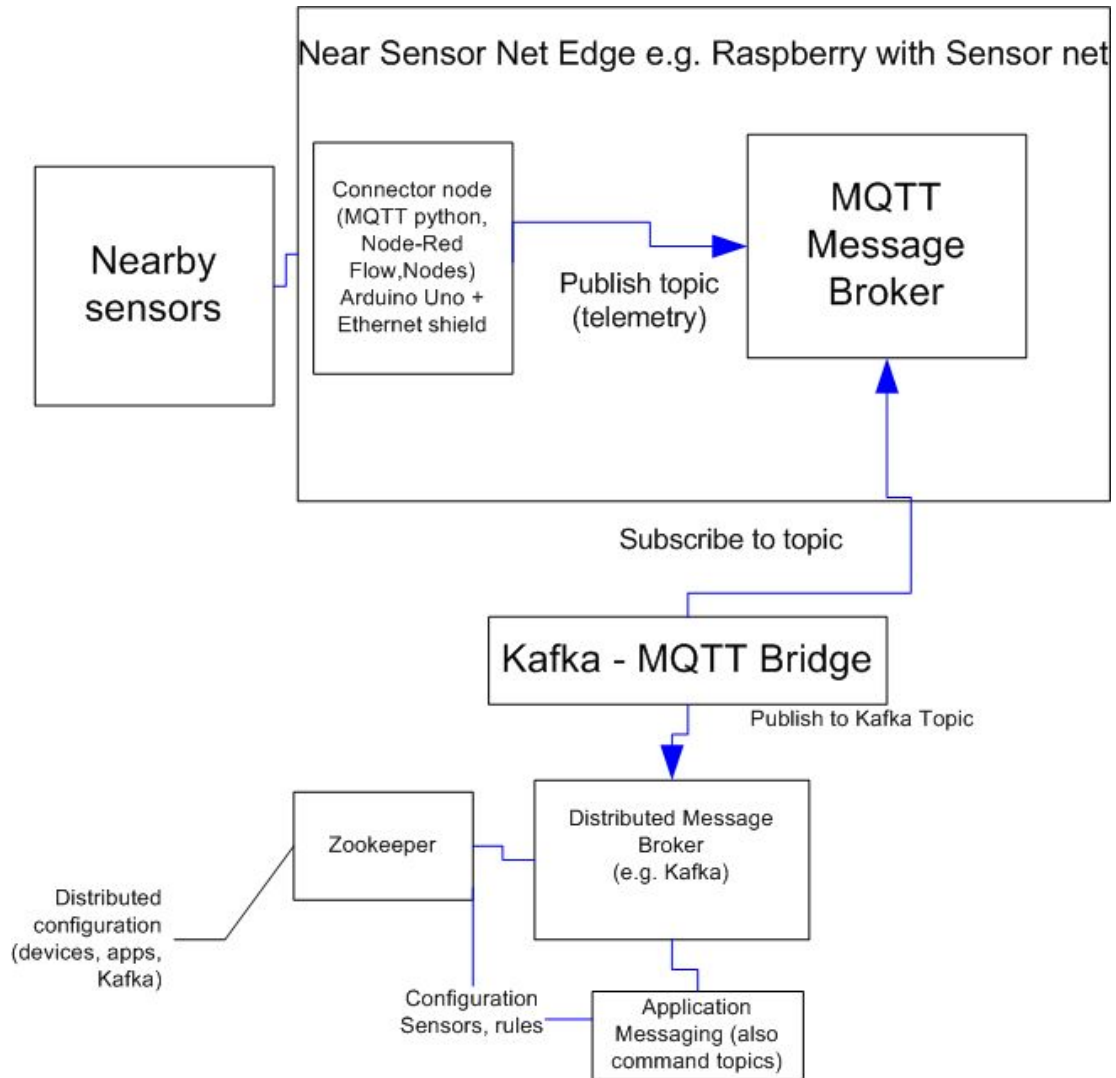 Near Sensor Net Edge e.g. Raspberry with Sensor net
Nearby
sensors
Connector node
(MQTT python,
Node-Red
Flow,Nodes)
Arduino Uno +
Ethernet shield
Publish topic
(telemetry)
MQTT
Message
Broker
Subscribe to topic
Kafka - MQTT Bridge
Publish to Kafka Topic
Zookeeper
Distributed Message
Broker
(e.g. Kafka)
Distributed
configuration
(devices, apps,
Kafka)
Configuration
Sensors, rules
Application
Messaging (also
command topics)